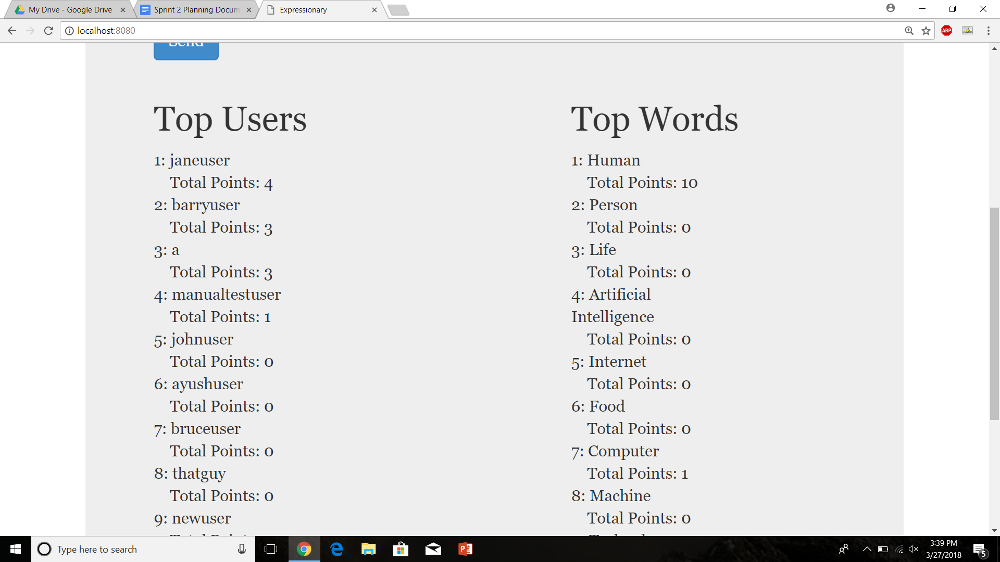 My Drive - Google Drive
Sprint 2 Planning Docum
Expressionary
localhost:8080
ABP
Send
Top Users
1: janeuser
Total Points: 4
2: barryuser
Total Points: 3
3: a
Total Points: 3
4: manualtestuser
Total Points: 1
5: johnuser
Total Points: 0
6: ayushuser
Total Points: 0
7: bruceuser
Total Points: 0
8: thatguy
Total Points: 0
9: newuser
Top Words
1: Human
Total Points: 10
2: Person
Total Points: 0
3: Life
Total Points: 0
4: Artificial
Intelligence
Total Points: 0
5: Internet
Total Points: 0
6: Food
Total Points: 0
7: Computer
Total Points: 1
8: Machine
Total Points: 0
Type here to search
3:39 PM
3/27/2018
5